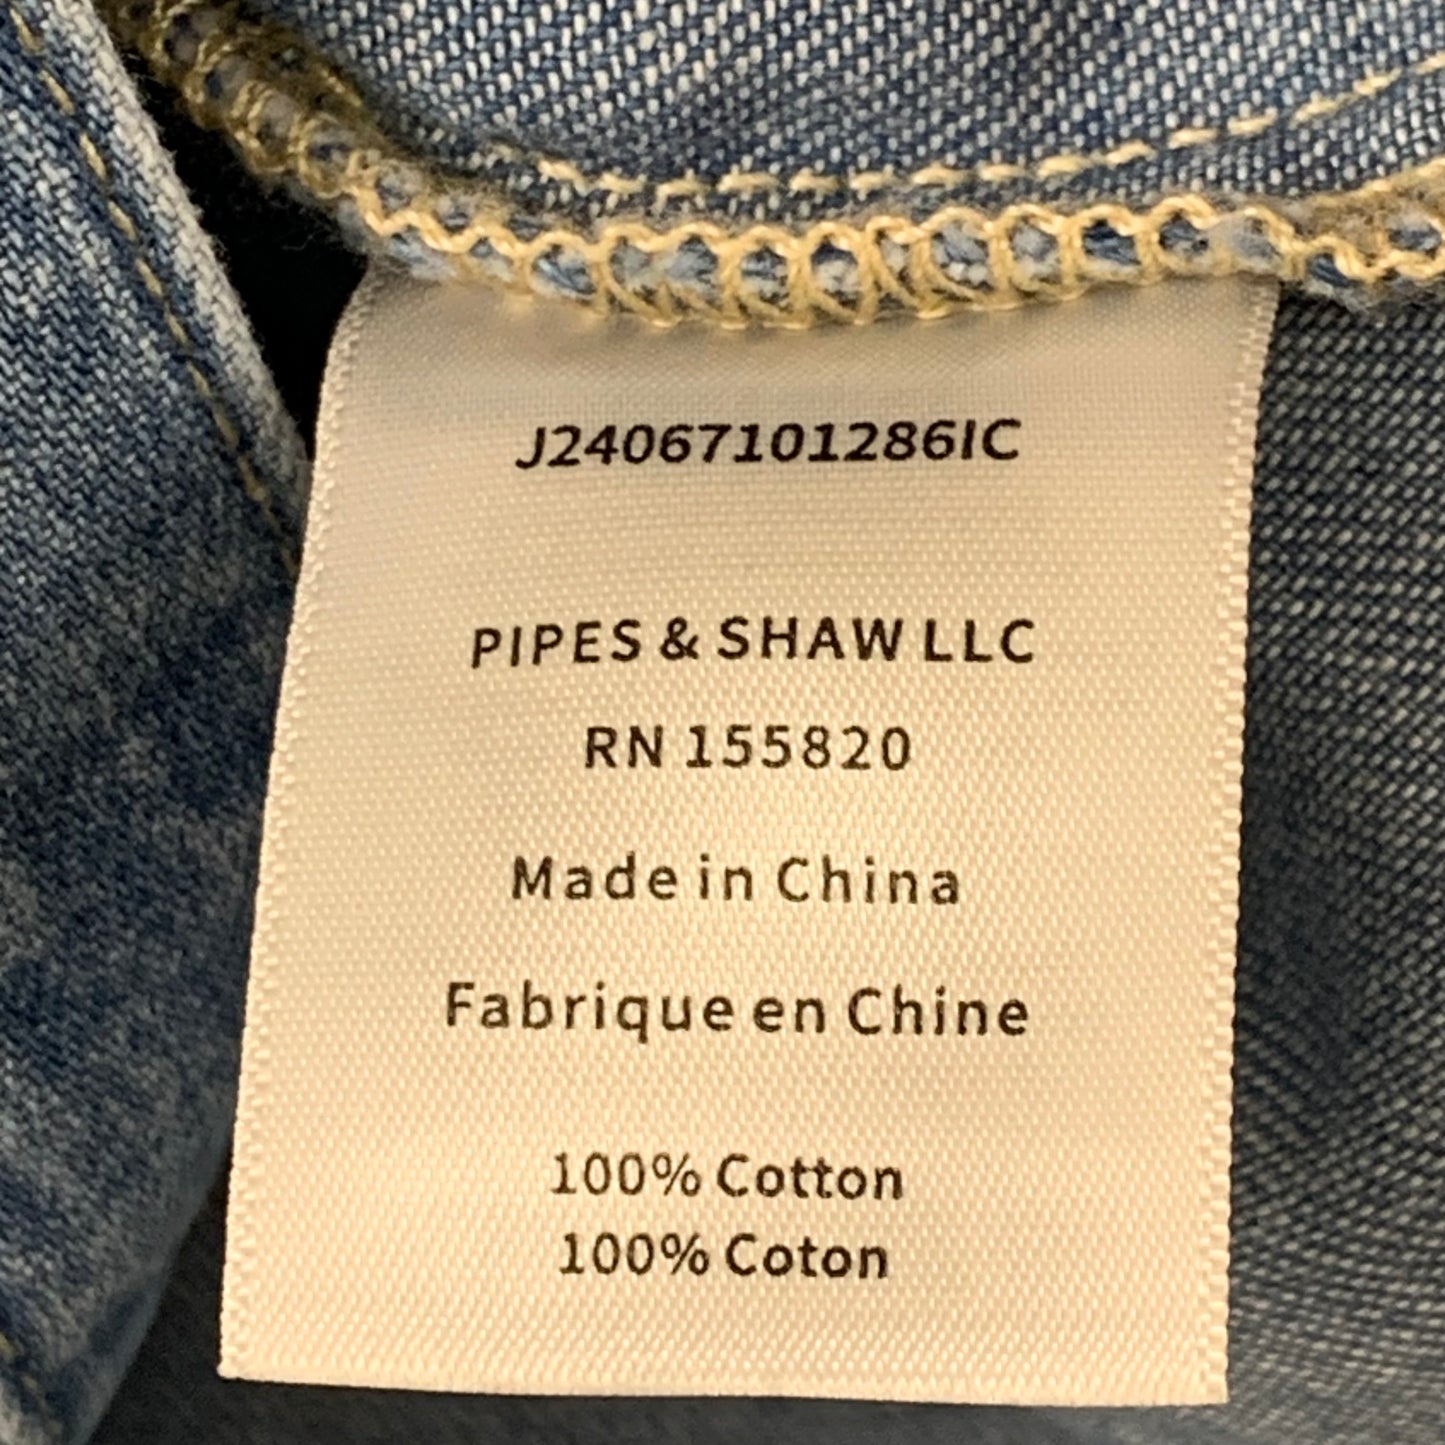 J24067101286IC
PIPES & SHAW LLC
RN 155820
Made in China
Fabrique en Chine
100% Cotton
100% Coton